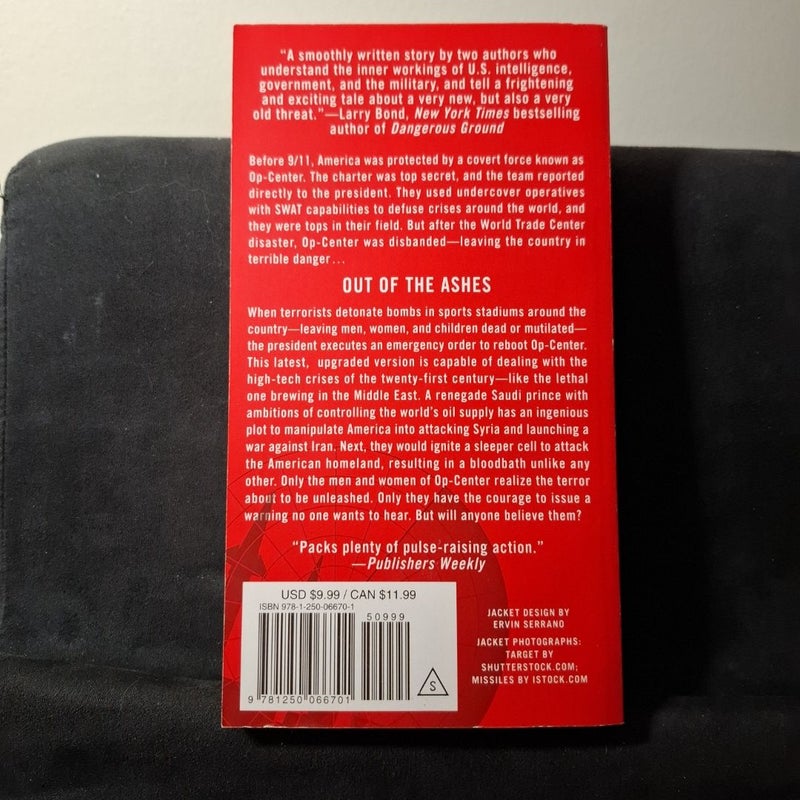 "A smoothly written story by two authors who
understand the inner workings of U.S. intelligence,
government, and the military, and tell a frightening
and exciting tale about a very new, but also a very
old threat."—Larry Bond, New York Times bestselling
author of Dangerous Ground
Before 9/11, America was protected by a covert force known as
Op-Center. The charter was top secret, and the team reported
directly to the president. They used undercover operatives
with SWAT capabilities to defuse crises around the world, and
they were tops in their field. But after the World Trade Center
disaster, Op-Center was disbanded—leaving the country in
terrible danger...
OUT OF THE ASHES
When terrorists detonate bombs in sports stadiums around the
country—leaving men, women, and children dead or mutilated—
the president executes an emergency order to reboot Op-Center.
This latest, upgraded version is capable of dealing with the
high-tech crises of the twenty-first century—like the lethal
one brewing in the Middle East. A renegade Saudi prince with
ambitions of controlling the world's oil supply has an ingenious
plot to manipulate America into attacking Syria and launching a
war against Iran. Next, they would ignite a sleeper cell to attack
the American homeland, resulting in a bloodbath unlike any
other. Only the men and women of Op-Center realize the terror
about to be unleashed. Only they have the courage to issue a
warning no one wants to hear. But will anyone believe them?
"Packs plenty of pulse-raising action."
—Publishers Weekly
USD $9.99 / CAN $11.99
ISBN 978-1-250-06670-1
50999
9 781250 066701
S
JACKET DESIGN BY
ERVIN SERRANO
JACKET PHOTOGRAPHS:
TARGET BY
SHUTTERSTOCK.COM;
MISSILES BY ISTOCK.COM